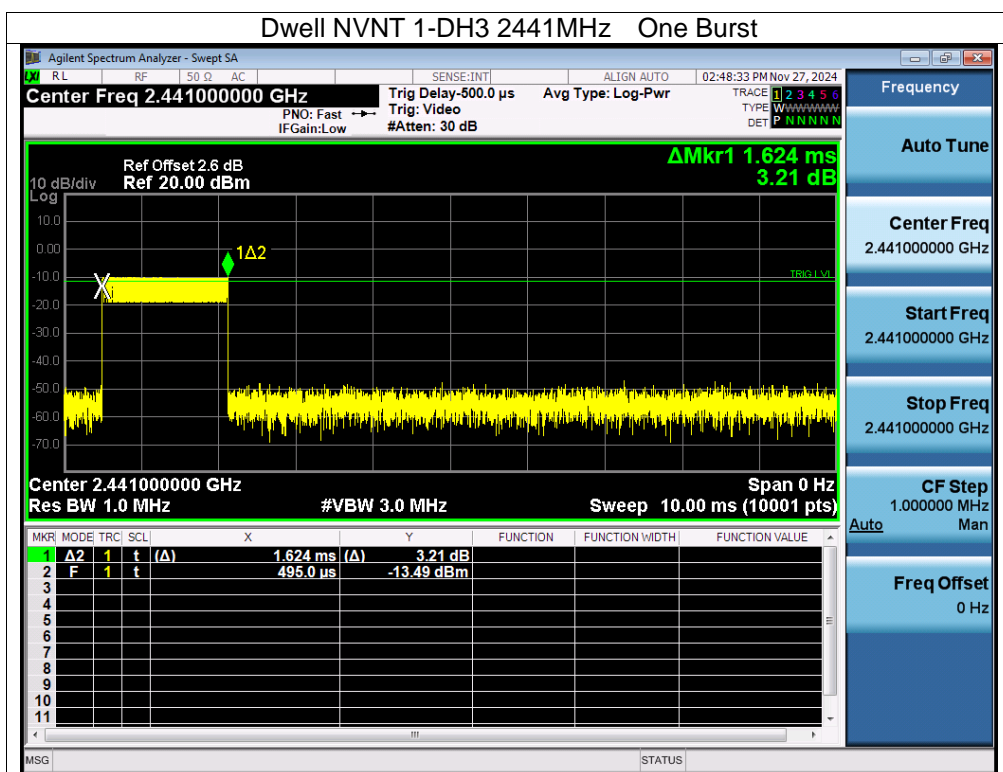 Dwell NVNT 1-DH3 2441MHz One Burst
Agilent Spectrum Analyzer - Swept SA
LXI RL RF 50 Ω AC SENSE:INT ALIGN AUTO 02:48:33 PM Nov 27, 2024
Center Freq 2.441000000 GHz Trig Delay-500.0 µs Avg Type: Log-Pwr TRACE 1 2 3 4 5 6
PNO: Fast Trig: Video TYPE WWWWWW
IFGain:Low #Atten: 30 dB DET P NNNNN
ΔMkr1 1.624 ms
3.21 dB
Ref Offset 2.6 dB
10 dB/div Ref 20.00 dBm
Log
10.0
0.00
1Δ2
-10.0
TRIG LVL
-20.0
-30.0
-40.0
-50.0
-60.0
-70.0
Center 2.441000000 GHz Span 0 Hz
Res BW 1.0 MHz #VBW 3.0 MHz Sweep 10.00 ms (10001 pts)
MKR MODE TRC SCL X Y FUNCTION FUNCTION WIDTH FUNCTION VALUE
1 Δ2 1 t (Δ) 1.624 ms (Δ) 3.21 dB
2 F 1 t 495.0 µs -13.49 dBm
3
4
5
6
7
8
9
10
11
MSG STATUS
Frequency
Auto Tune
Center Freq
2.441000000 GHz
Start Freq
2.441000000 GHz
Stop Freq
2.441000000 GHz
CF Step
1.000000 MHz
Auto Man
Freq Offset
0 Hz